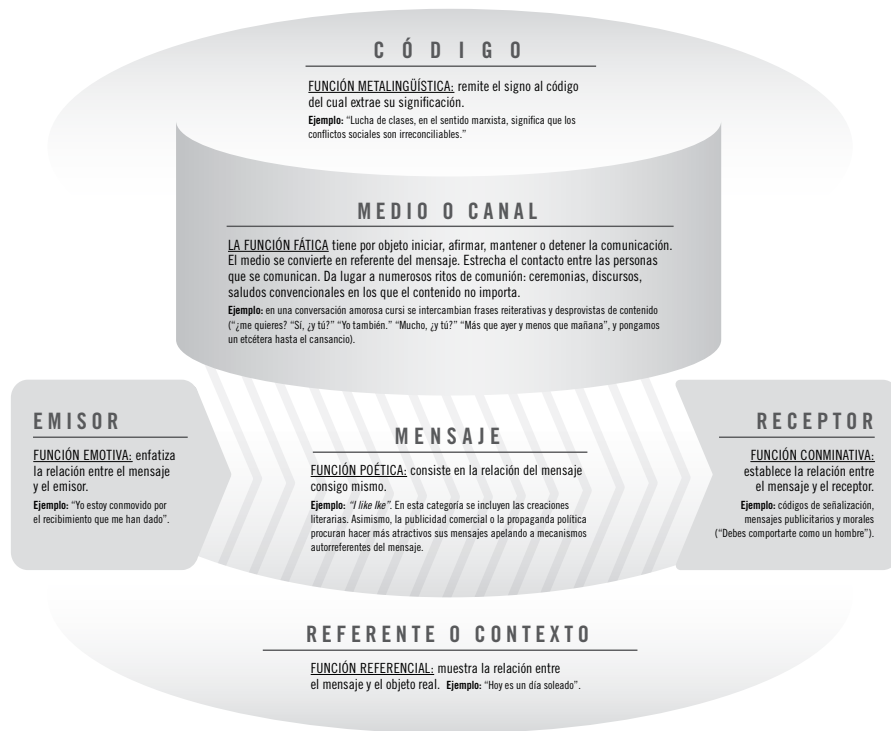 CÓDIGO
FUNCIÓN METALINGÜÍSTICA: remite el signo al código
del cual extrae su significación.
Ejemplo: “Lucha de clases, en el sentido marxista, significa que los
conflictos sociales son irreconciliables.”
MEDIO O CANAL
LA FUNCIÓN FÁTICA tiene por objeto iniciar, afirmar, mantener o detener la comunicación.
El medio se convierte en referente del mensaje. Estrecha el contacto entre las personas
que se comunican. Da lugar a numerosos ritos de comunión: ceremonias, discursos,
saludos convencionales en los que el contenido no importa.
Ejemplo: en una conversación amorosa cursi se intercambian frases reiterativas y desprovistas de contenido
(“¿me quieres? “Sí, ¿y tú?” “Yo también.” “Mucho, ¿y tú?” “Más que ayer y menos que mañana”, y pongamos
un etcétera hasta el cansancio).
EMISOR
FUNCIÓN EMOTIVA: enfatiza
la relación entre el mensaje
y el emisor.
Ejemplo: “Yo estoy conmovido por
el recibimiento que me han dado”.
MENSAJE
FUNCIÓN POÉTICA: consiste en la relación del mensaje
consigo mismo.
Ejemplo: “I like Ike”. En esta categoría se incluyen las creaciones
literarias. Asimismo, la publicidad comercial o la propaganda política
procuran hacer más atractivos sus mensajes apelando a mecanismos
autorreferentes del mensaje.
RECEPTOR
FUNCIÓN CONMINATIVA:
establece la relación entre
el mensaje y el receptor.
Ejemplo: códigos de señalización,
mensajes publicitarios y morales
(“Debes comportarte como un hombre”).
REFERENTE O CONTEXTO
FUNCIÓN REFERENCIAL: muestra la relación entre
el mensaje y el objeto real. Ejemplo: “Hoy es un día soleado”.